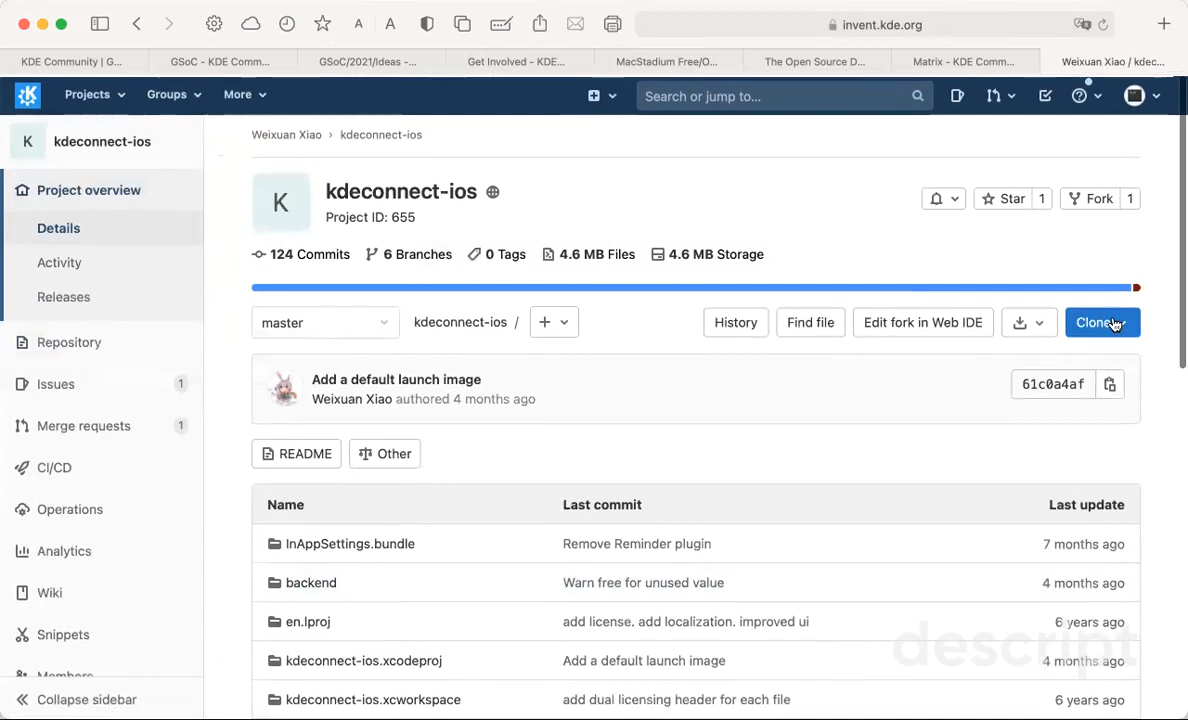 A A invent.kde.org
KDE Community | G... GSoC - KDE Comm... GSoC/2021/Ideas -... Get Involved - KDE... MacStadium Free/O... The Open Source D... Matrix - KDE Comm... Weixuan Xiao / kdec...
Projects Groups More Search or jump to...
K kdeconnect-ios
Project overview
Details
Activity
Releases
Repository
Issues 1
Merge requests 1
CI/CD
Operations
Analytics
Wiki
Snippets
Members
Collapse sidebar
Weixuan Xiao › kdeconnect-ios
K
kdeconnect-ios
Project ID: 655
Star 1 Fork 1
124 Commits 6 Branches 0 Tags 4.6 MB Files 4.6 MB Storage
master kdeconnect-ios / + History Find file Edit fork in Web IDE Clone
Add a default launch image
Weixuan Xiao authored 4 months ago
61c0a4af
README Other
Name Last commit Last update
InAppSettings.bundle Remove Reminder plugin 7 months ago
backend Warn free for unused value 4 months ago
en.lproj add license. add localization. improved ui 6 years ago
kdeconnect-ios.xcodeproj Add a default launch image 4 months ago
kdeconnect-ios.xcworkspace add dual licensing header for each file 6 years ago
descript